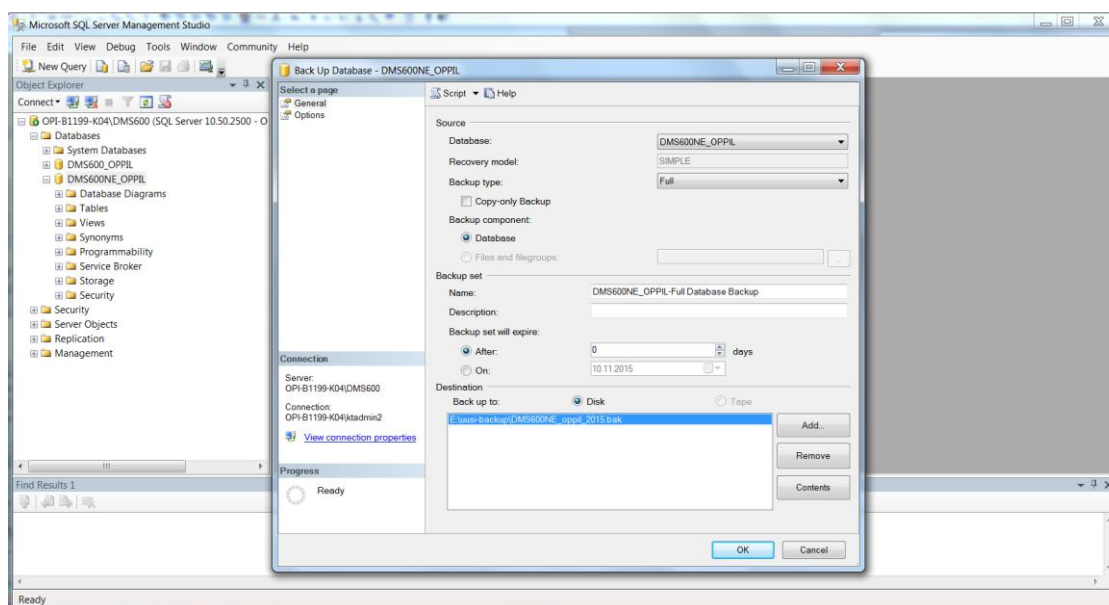 Microsoft SQL Server Management Studio
File Edit View Debug Tools Window Community Help
New Query
Object Explorer
Connect
OPI-B1199-K04\DMS600 (SQL Server 10.50.2500 - O
Databases
System Databases
DMS600_OPPIL
DMS600NE_OPPIL
Database Diagrams
Tables
Views
Synonyms
Programmability
Service Broker
Storage
Security
Security
Server Objects
Replication
Management
Back Up Database - DMS600NE_OPPIL
Select a page
General
Options
Script Help
Source
Database: DMS600NE_OPPIL
Recovery model: SIMPLE
Backup type: Full
Copy-only Backup
Backup component:
Database
Files and filegroups: ...
Backup set
Name: DMS600NE_OPPIL-Full Database Backup
Description:
Backup set will expire:
After: 0 days
On: 10.11.2015
Destination
Back up to: Disk Tape
E:\uusi-backup\DMS600NE_oppil_2015.bak
Add...
Remove
Contents
Connection
Server:
OPI-B1199-K04\DMS600
Connection:
OPI-B1199-K04\ktadmin2
View connection properties
Progress
Ready
OK Cancel
Find Results 1
Ready